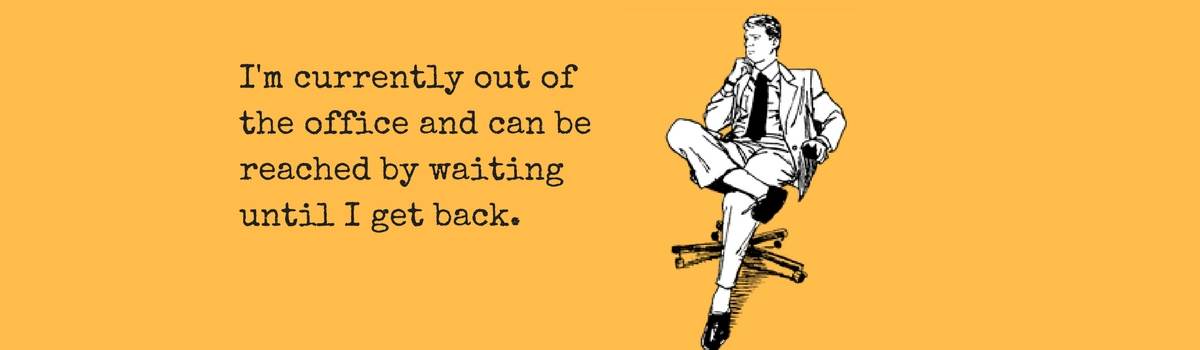 I'm currently out of
the office and can be
reached by waiting
until I get back.